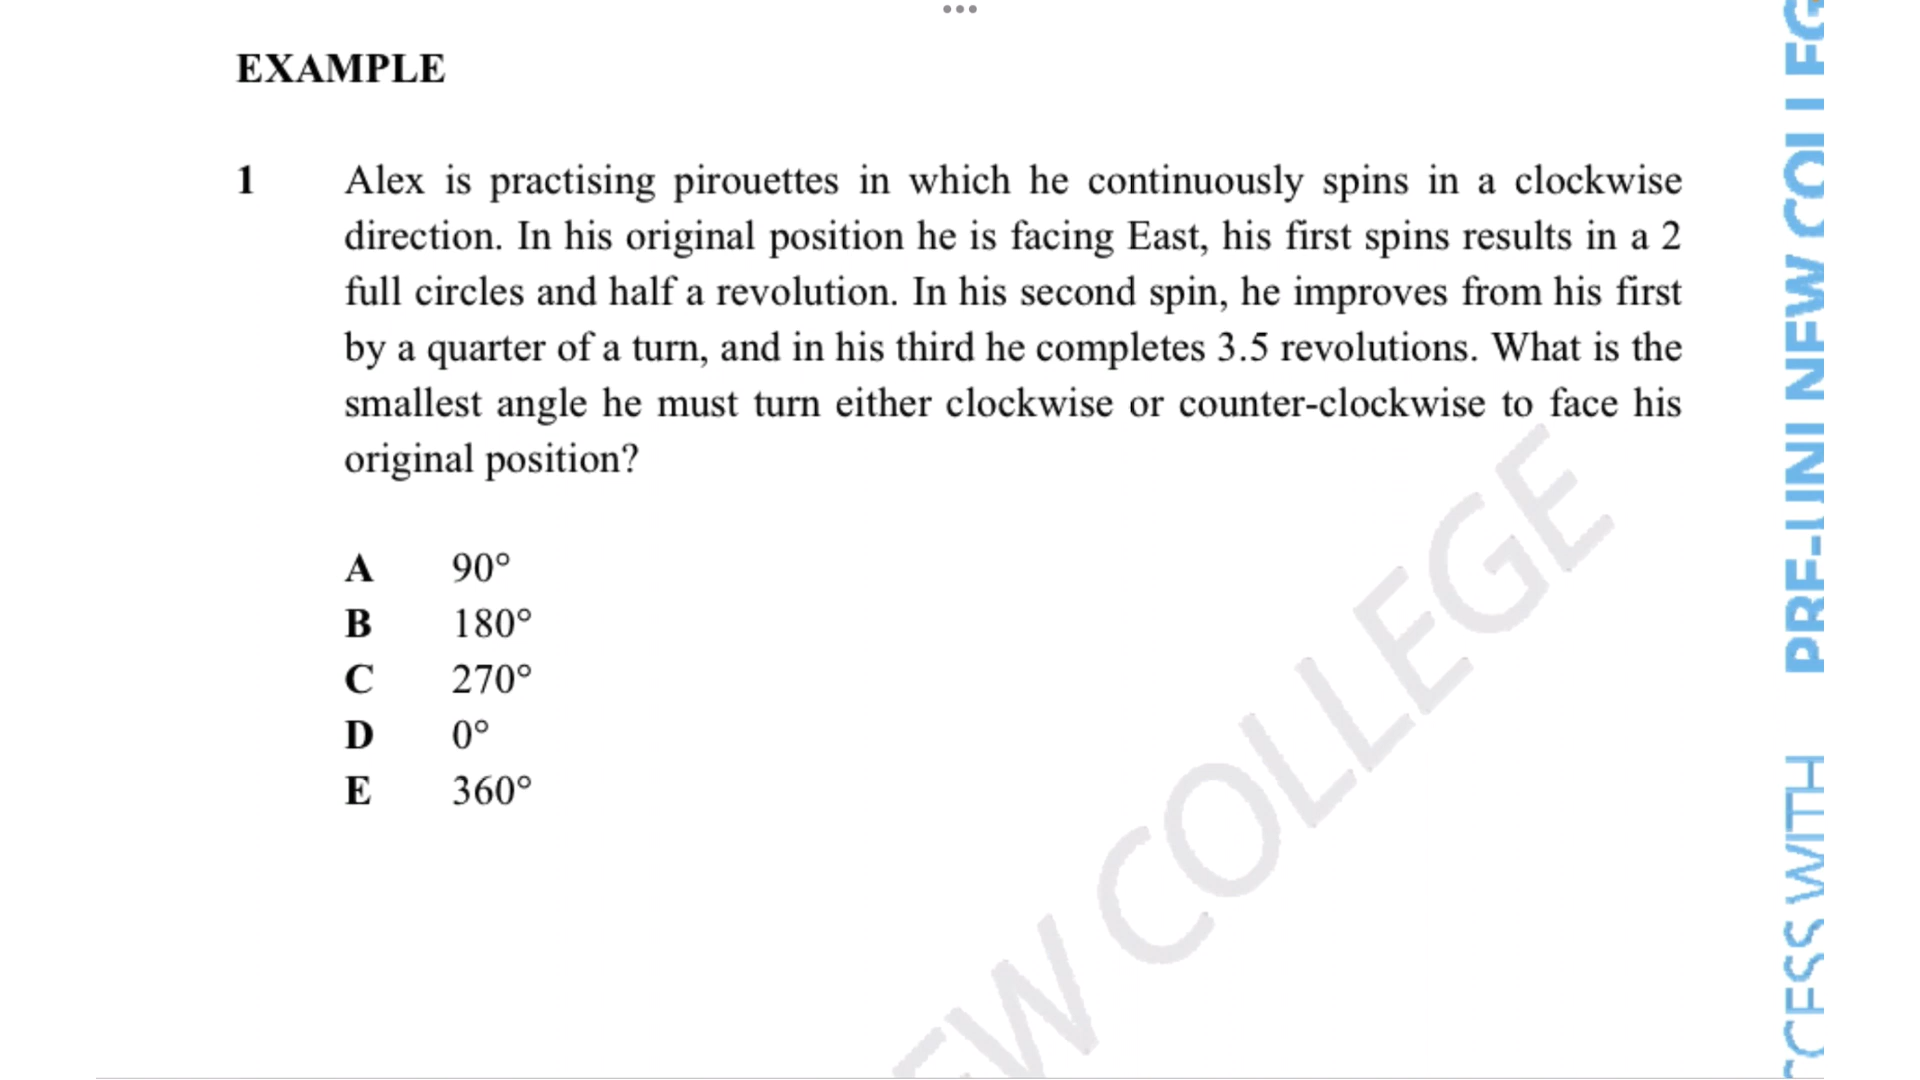 EXAMPLE
1 Alex is practising pirouettes in which he continuously spins in a clockwise
direction. In his original position he is facing East, his first spins results in a 2
full circles and half a revolution. In his second spin, he improves from his first
by a quarter of a turn, and in his third he completes 3.5 revolutions. What is the
smallest angle he must turn either clockwise or counter-clockwise to face his
original position?
A 90°
B 180°
C 270°
D 0°
E 360°
COLLEGE
WITH PRE-UNI NEW